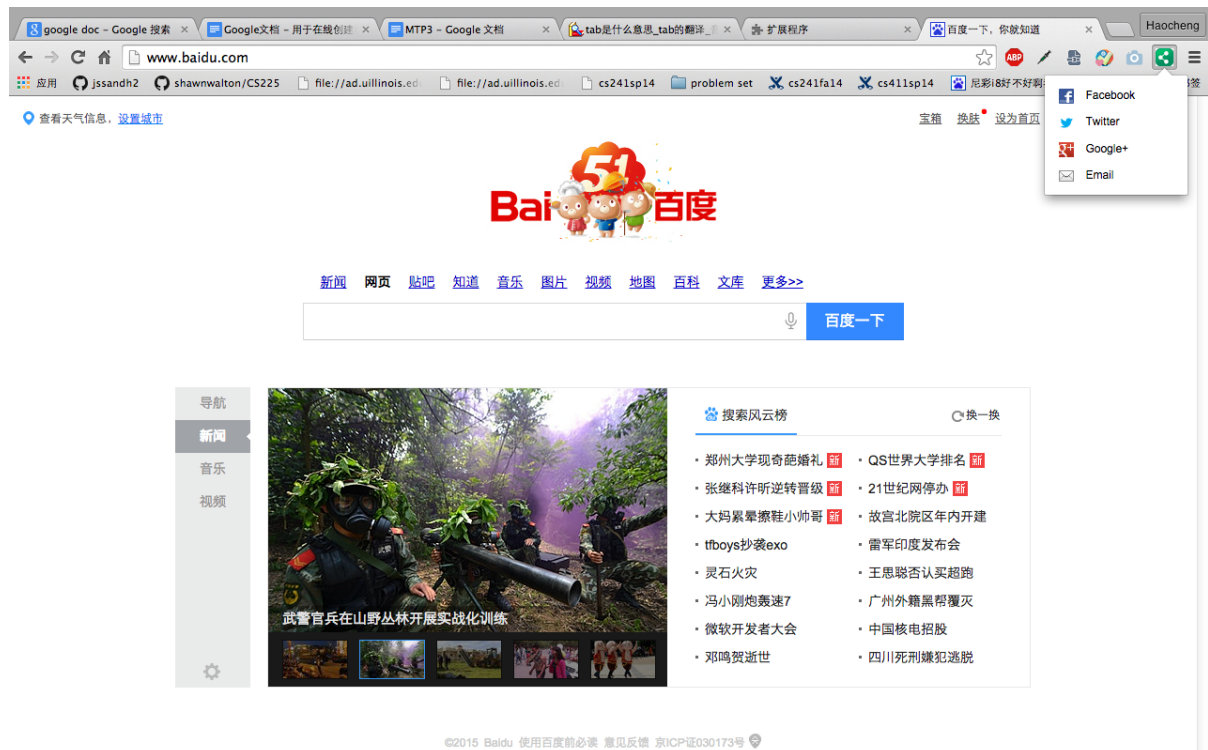 google doc - Google 搜索
Google文档 - 用于在线创建
MTP3 - Google 文档
tab是什么意思_tab的翻译_
扩展程序
百度一下，你就知道
Haocheng
www.baidu.com
ABP
应用
jssandh2
shawnwalton/CS225
file://ad.uillinois.ed
file://ad.uillinois.ed
cs241sp14
problem set
cs241fa14
cs411sp14
尼彩i8好不好啊
签
Facebook
Twitter
Google+
Email
查看天气信息，设置城市
宝箱 换肤 设为首页
51
Bai 百度
新闻 网页 贴吧 知道 音乐 图片 视频 地图 百科 文库 更多>>
百度一下
导航
新闻
音乐
视频
武警官兵在山野丛林开展实战化训练
搜索风云榜
换一换
郑州大学现奇葩婚礼 新
QS世界大学排名 新
张继科许昕逆转晋级 新
21世纪网停办 新
大妈累晕擦鞋小帅哥 新
故宫北院区年内开建
tfboys抄袭exo
雷军印度发布会
灵石火灾
王思聪否认买超跑
冯小刚炮轰速7
广州外籍黑帮覆灭
微软开发者大会
中国核电招股
邓鸣贺逝世
四川死刑嫌犯逃脱
©2015 Baidu 使用百度前必读 意见反馈 京ICP证030173号